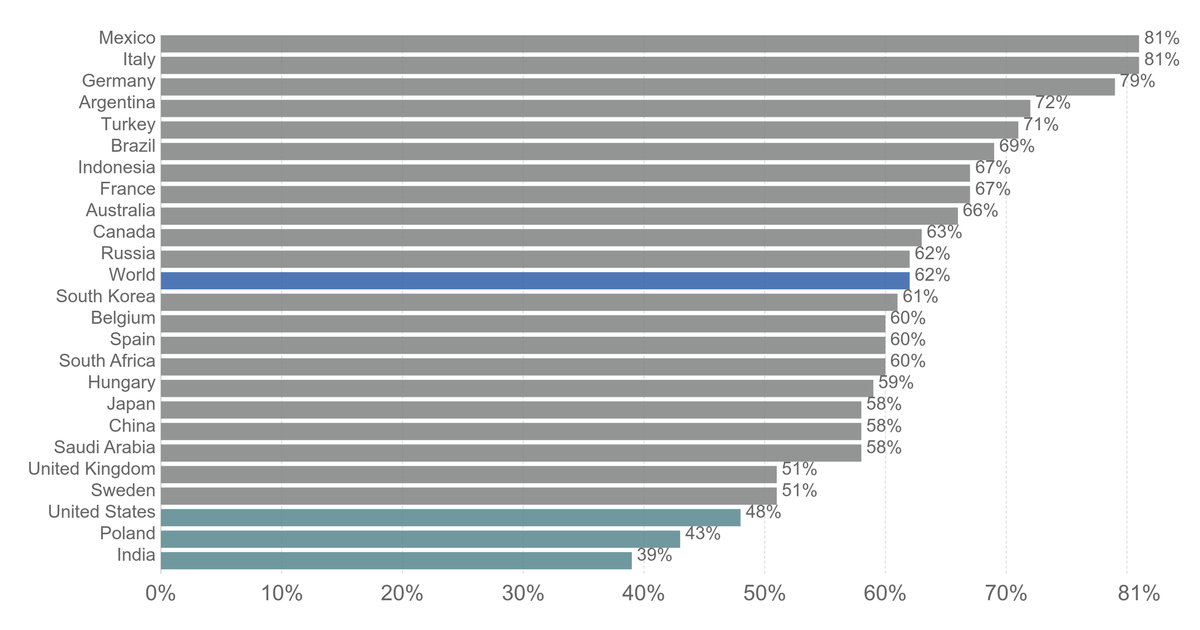 Mexico 81%
Italy 81%
Germany 79%
Argentina 72%
Turkey 71%
Brazil 69%
Indonesia 67%
France 67%
Australia 66%
Canada 63%
Russia 62%
World 62%
South Korea 61%
Belgium 60%
Spain 60%
South Africa 60%
Hungary 59%
Japan 58%
China 58%
Saudi Arabia 58%
United Kingdom 51%
Sweden 51%
United States 48%
Poland 43%
India 39%
0% 10% 20% 30% 40% 50% 60% 70% 81%